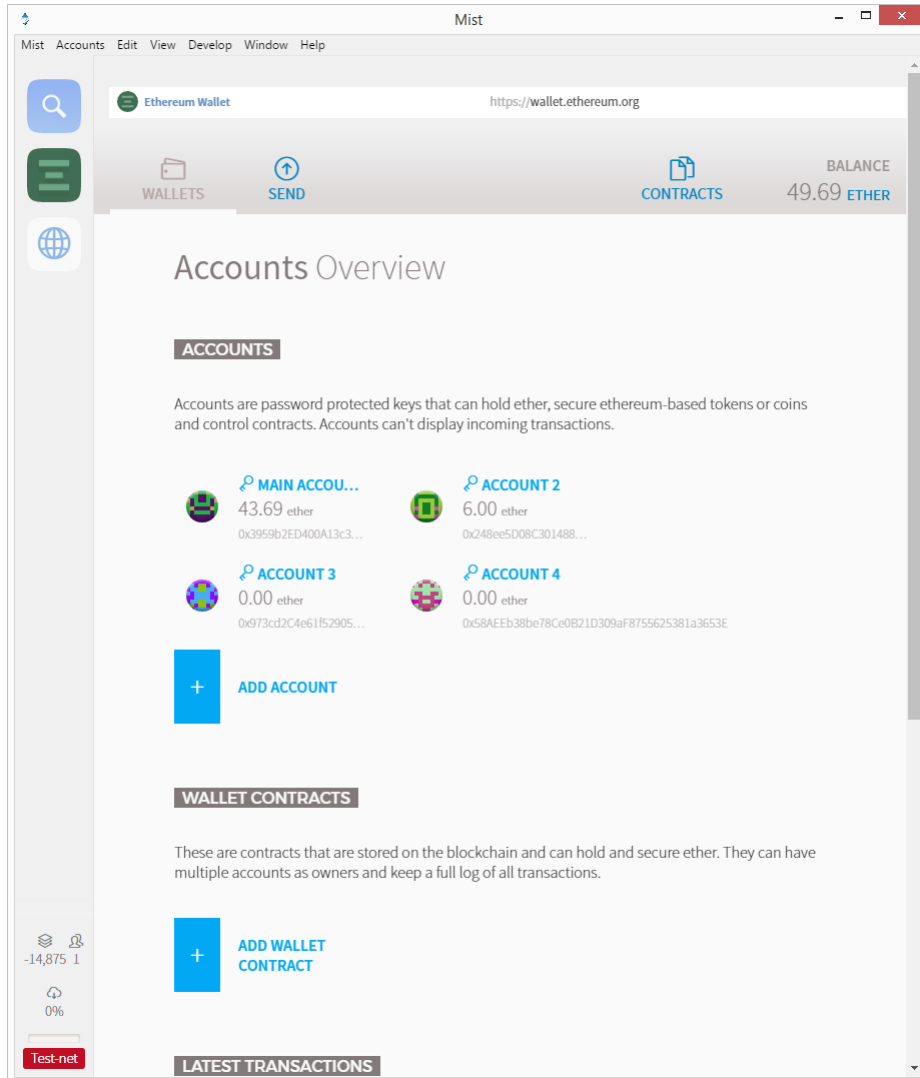 Mist
Mist Accounts Edit View Develop Window Help
Ethereum Wallet
https://wallet.ethereum.org
WALLETS
SEND
CONTRACTS
BALANCE
49.69 ETHER
Accounts Overview
ACCOUNTS
Accounts are password protected keys that can hold ether, secure ethereum-based tokens or coins
and control contracts. Accounts can't display incoming transactions.
MAIN ACCOU...
43.69 ether
0x3959b2ED400A13c3...
ACCOUNT 2
6.00 ether
0x248ee5D08C301488...
ACCOUNT 3
0.00 ether
0x973cd2C4e61f52905...
ACCOUNT 4
0.00 ether
0x58AEEb38be78Ce0B21D309aF8755625381a3653E
+
ADD ACCOUNT
WALLET CONTRACTS
These are contracts that are stored on the blockchain and can hold and secure ether. They can have
multiple accounts as owners and keep a full log of all transactions.
+
ADD WALLET
CONTRACT
-14,875 1
0%
Test-net
LATEST TRANSACTIONS